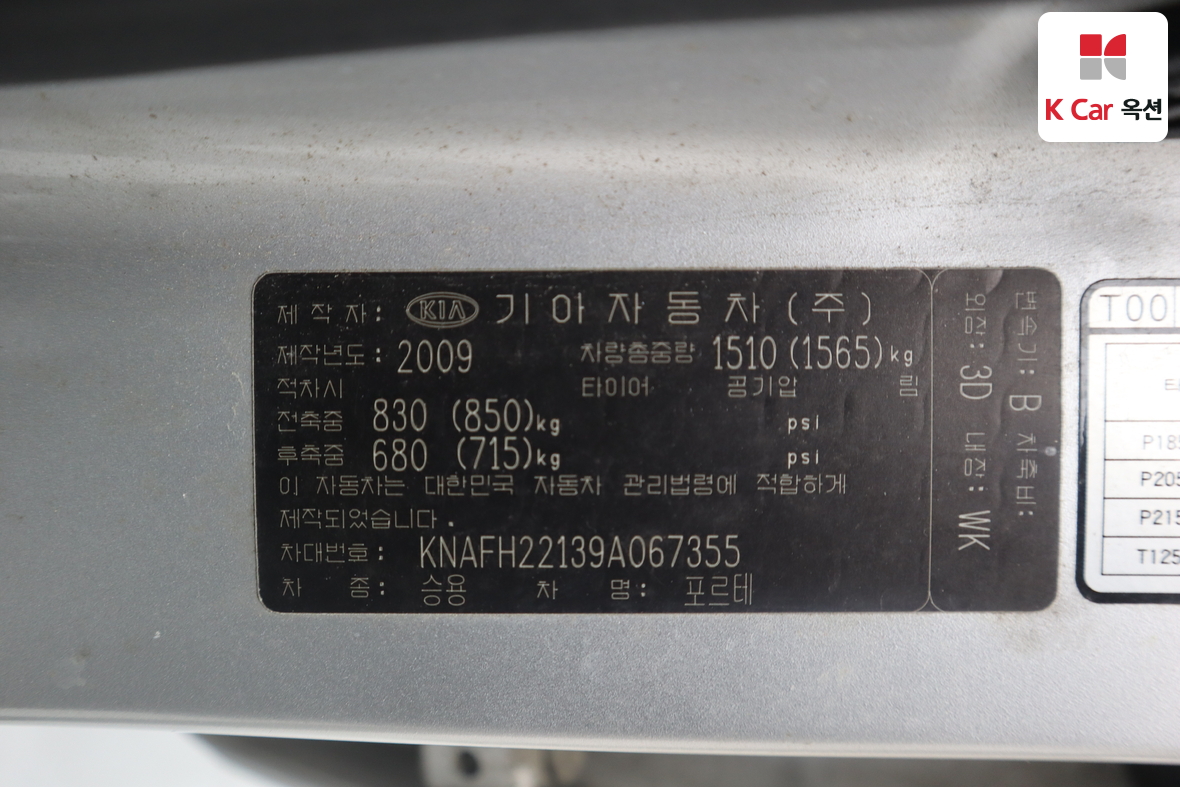 K Car 옥션
제 작 자: KIA 기 아 자 동 차 (주)
제작년도: 2009 차량총중량 1510 (1565)kg
적차시 타이어 공기압 림
전축중 830 (850)kg psi
후축중 680 (715)kg psi
이 자동차는 대한민국 자동차 관리법령에 적합하게
제작되었습니다.
차대번호: KNAFH22139A067355
차 종: 승용 차 명: 포르테
변속기: B 차축비:
외장: 3D 내장: WK
T00
P185
P205
P215
T125